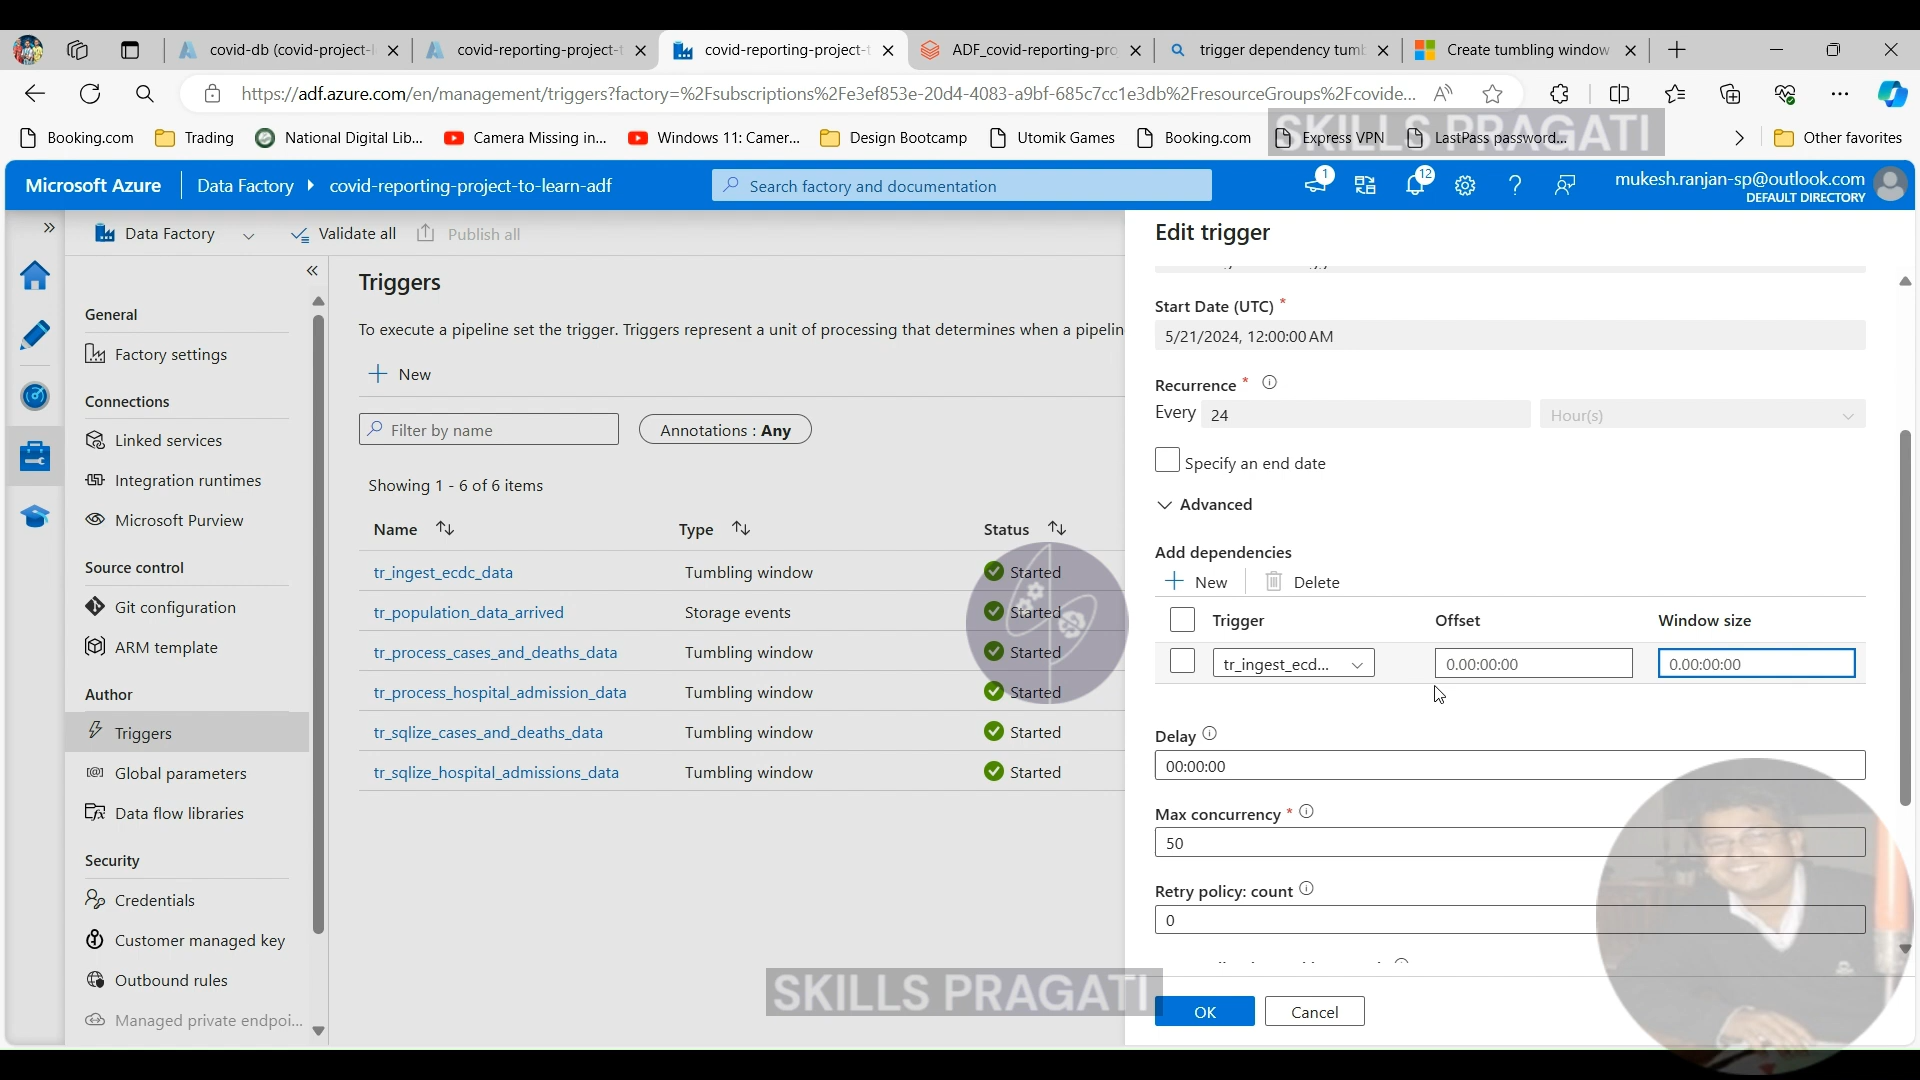 covid-db (covid-project-
covid-reporting-project-t
covid-reporting-project-t
ADF_covid-reporting-pro
trigger dependency tumb
Create tumbling window
https://adf.azure.com/en/management/triggers?factory=%2Fsubscriptions%2Fe3ef853e-20d4-4083-a9bf-685c7cc1e3db%2FresourceGroups%2Fcovide...
Booking.com
Trading
National Digital Lib...
Camera Missing in...
Windows 11: Camer...
Design Bootcamp
Utomik Games
Booking.com
Express VPN
LastPass password...
Other favorites
SKILLS PRAGATI
Microsoft Azure
Data Factory
covid-reporting-project-to-learn-adf
Search factory and documentation
1
12
mukesh.ranjan-sp@outlook.com
DEFAULT DIRECTORY
Data Factory
Validate all
Publish all
General
Factory settings
Connections
Linked services
Integration runtimes
Microsoft Purview
Source control
Git configuration
ARM template
Author
Triggers
Global parameters
Data flow libraries
Security
Credentials
Customer managed key
Outbound rules
Managed private endpoi...
Triggers
To execute a pipeline set the trigger. Triggers represent a unit of processing that determines when a pipelin
New
Filter by name
Annotations : Any
Showing 1 - 6 of 6 items
Name Type Status
tr_ingest_ecdc_data Tumbling window Started
tr_population_data_arrived Storage events Started
tr_process_cases_and_deaths_data Tumbling window Started
tr_process_hospital_admission_data Tumbling window Started
tr_sqlize_cases_and_deaths_data Tumbling window Started
tr_sqlize_hospital_admissions_data Tumbling window Started
Edit trigger
Start Date (UTC) *
5/21/2024, 12:00:00 AM
Recurrence *
Every 24 Hour(s)
Specify an end date
Advanced
Add dependencies
New Delete
Trigger Offset Window size
tr_ingest_ecd... 0.00:00:00 0.00:00:00
Delay
00:00:00
Max concurrency *
50
Retry policy: count
0
OK Cancel
SKILLS PRAGATI